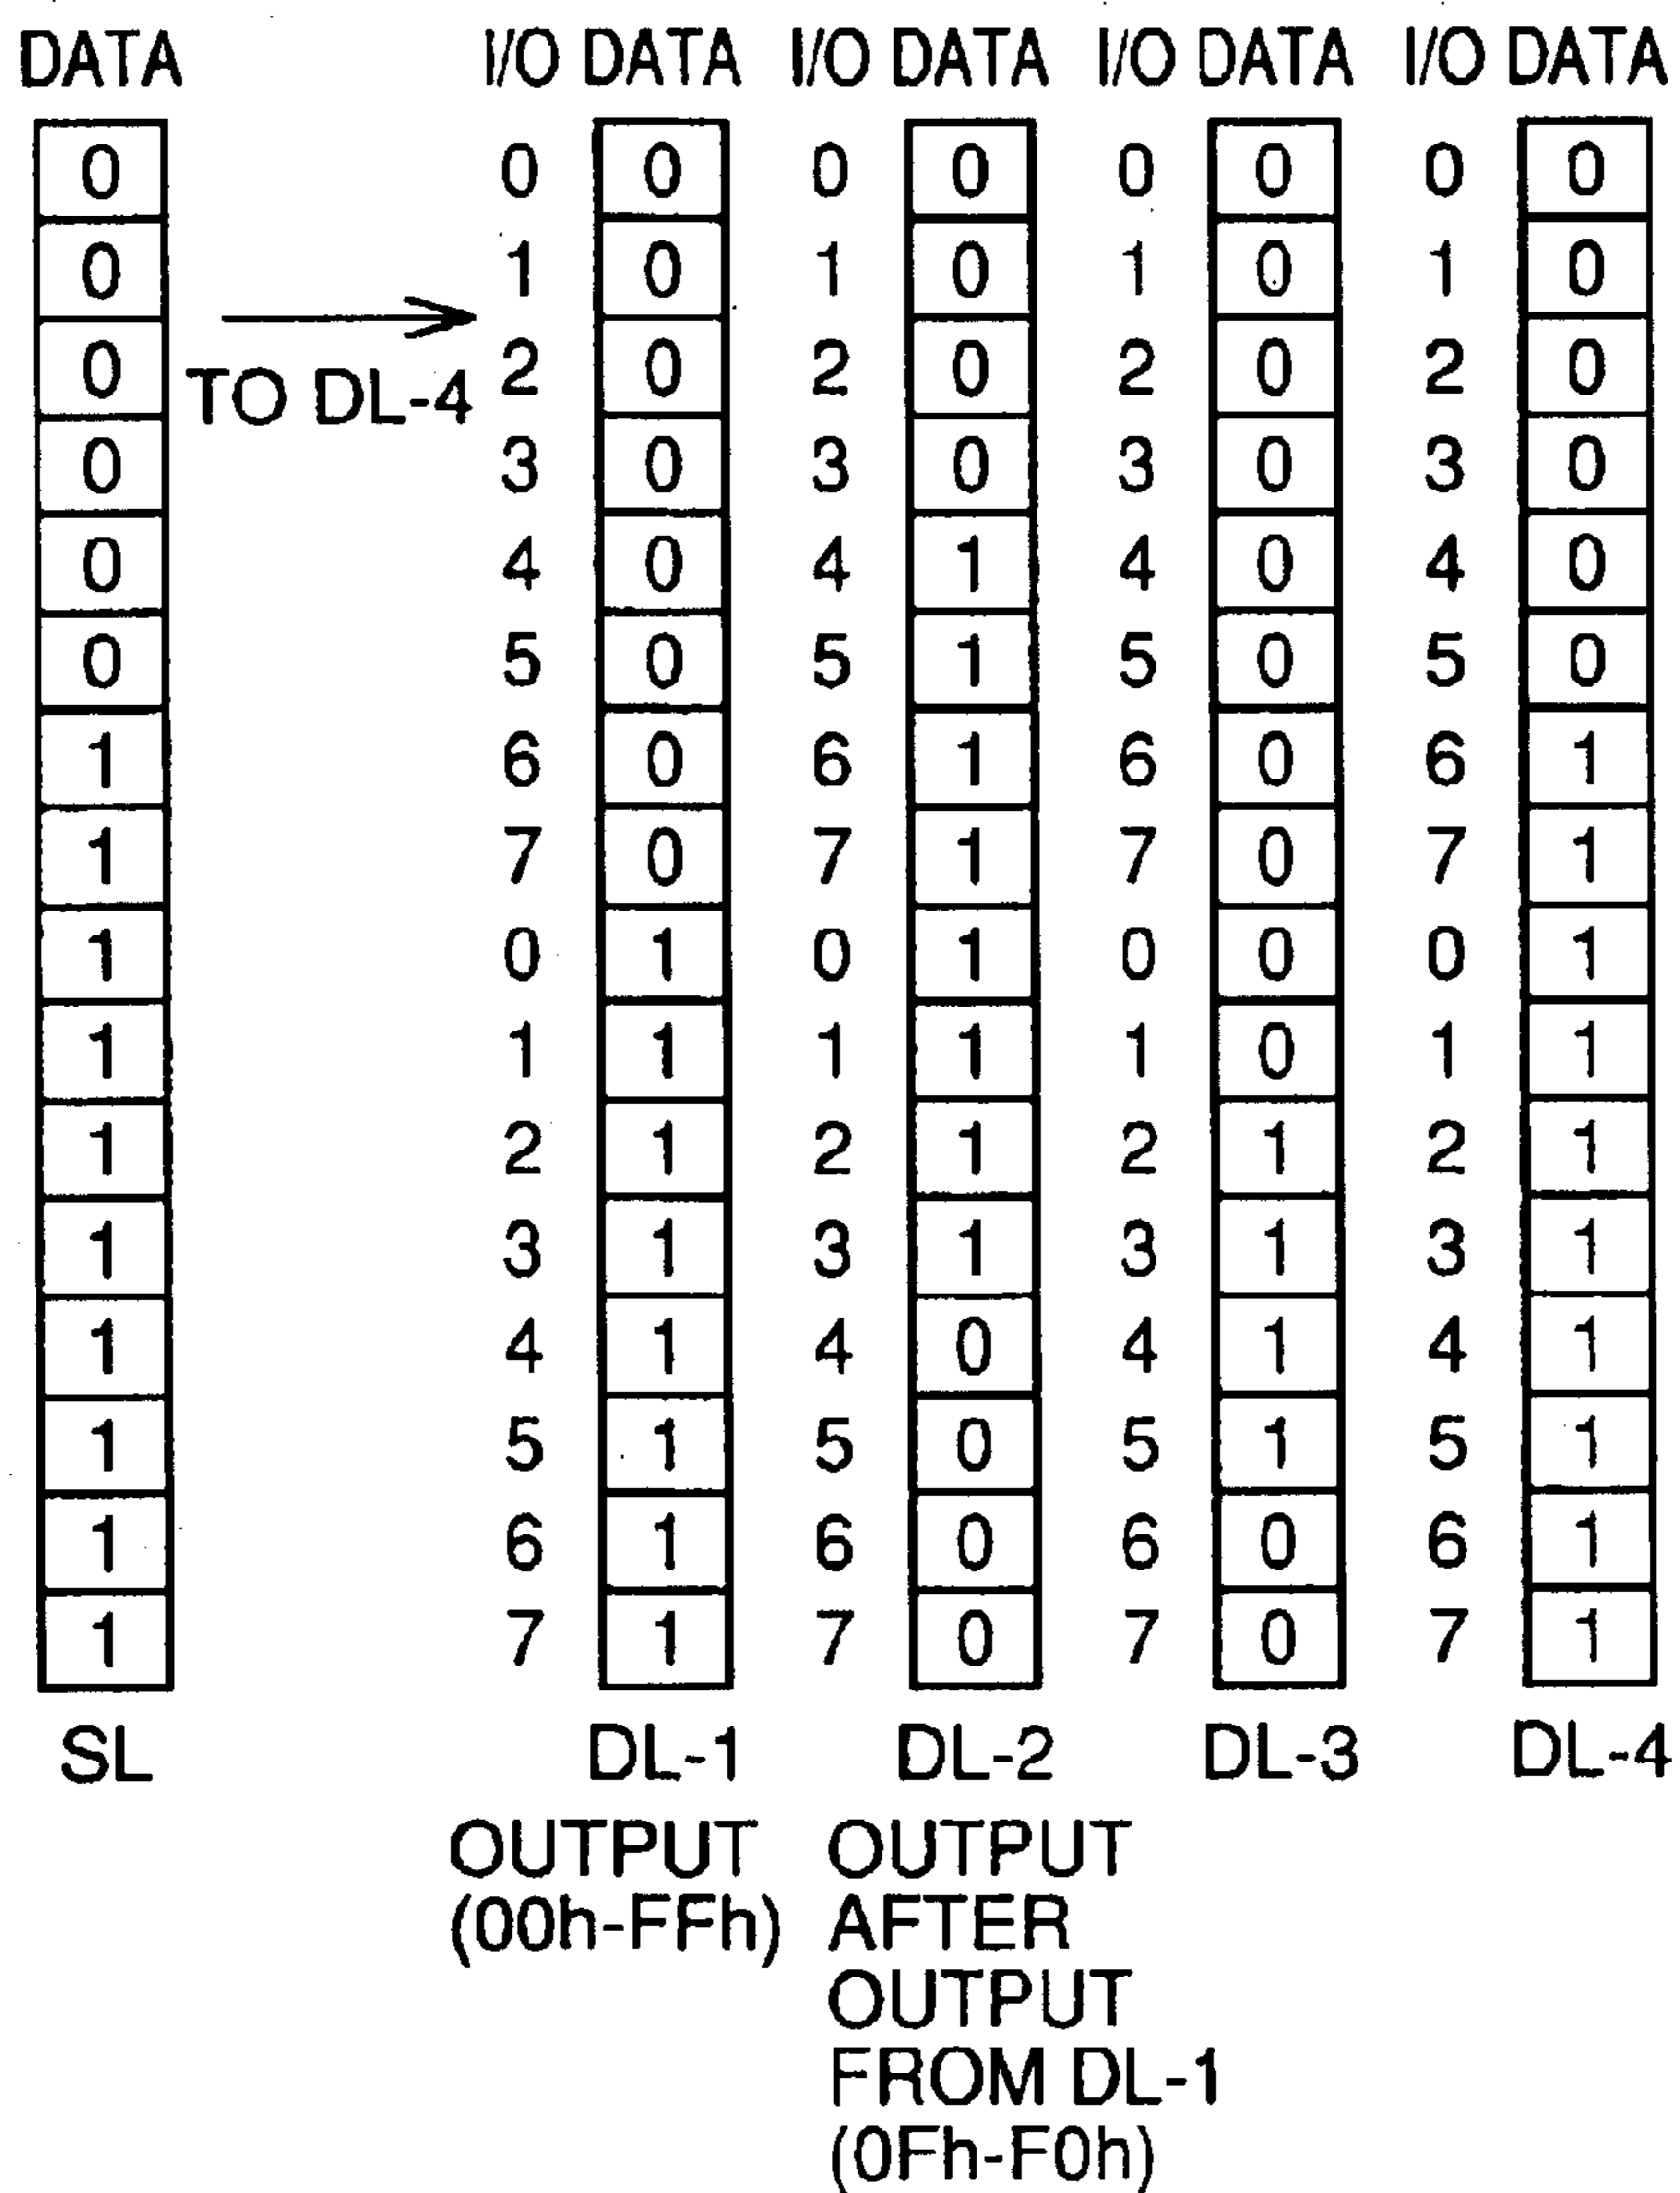 DATA I/O DATA I/O DATA I/O DATA I/O DATA
0 0 0 0 0 0 0 0 0
0 1 0 1 0 1 0 1 0
TO DL-4
0 2 0 2 0 2 0 2 0
0 3 0 3 0 3 0 3 0
0 4 0 4 1 4 0 4 0
0 5 0 5 1 5 0 5 0
1 6 0 6 1 6 0 6 1
1 7 0 7 1 7 0 7 1
1 0 1 0 1 0 0 0 1
1 1 1 1 1 1 0 1 1
1 2 1 2 1 2 1 2 1
1 3 1 3 1 3 1 3 1
1 4 1 4 0 4 1 4 1
1 5 1 5 0 5 1 5 1
1 6 1 6 0 6 0 6 1
1 7 1 7 0 7 0 7 1
SL DL-1 DL-2 DL-3 DL-4
OUTPUT
(00h-FFh)
OUTPUT
AFTER
OUTPUT
FROM DL-1
(0Fh-F0h)